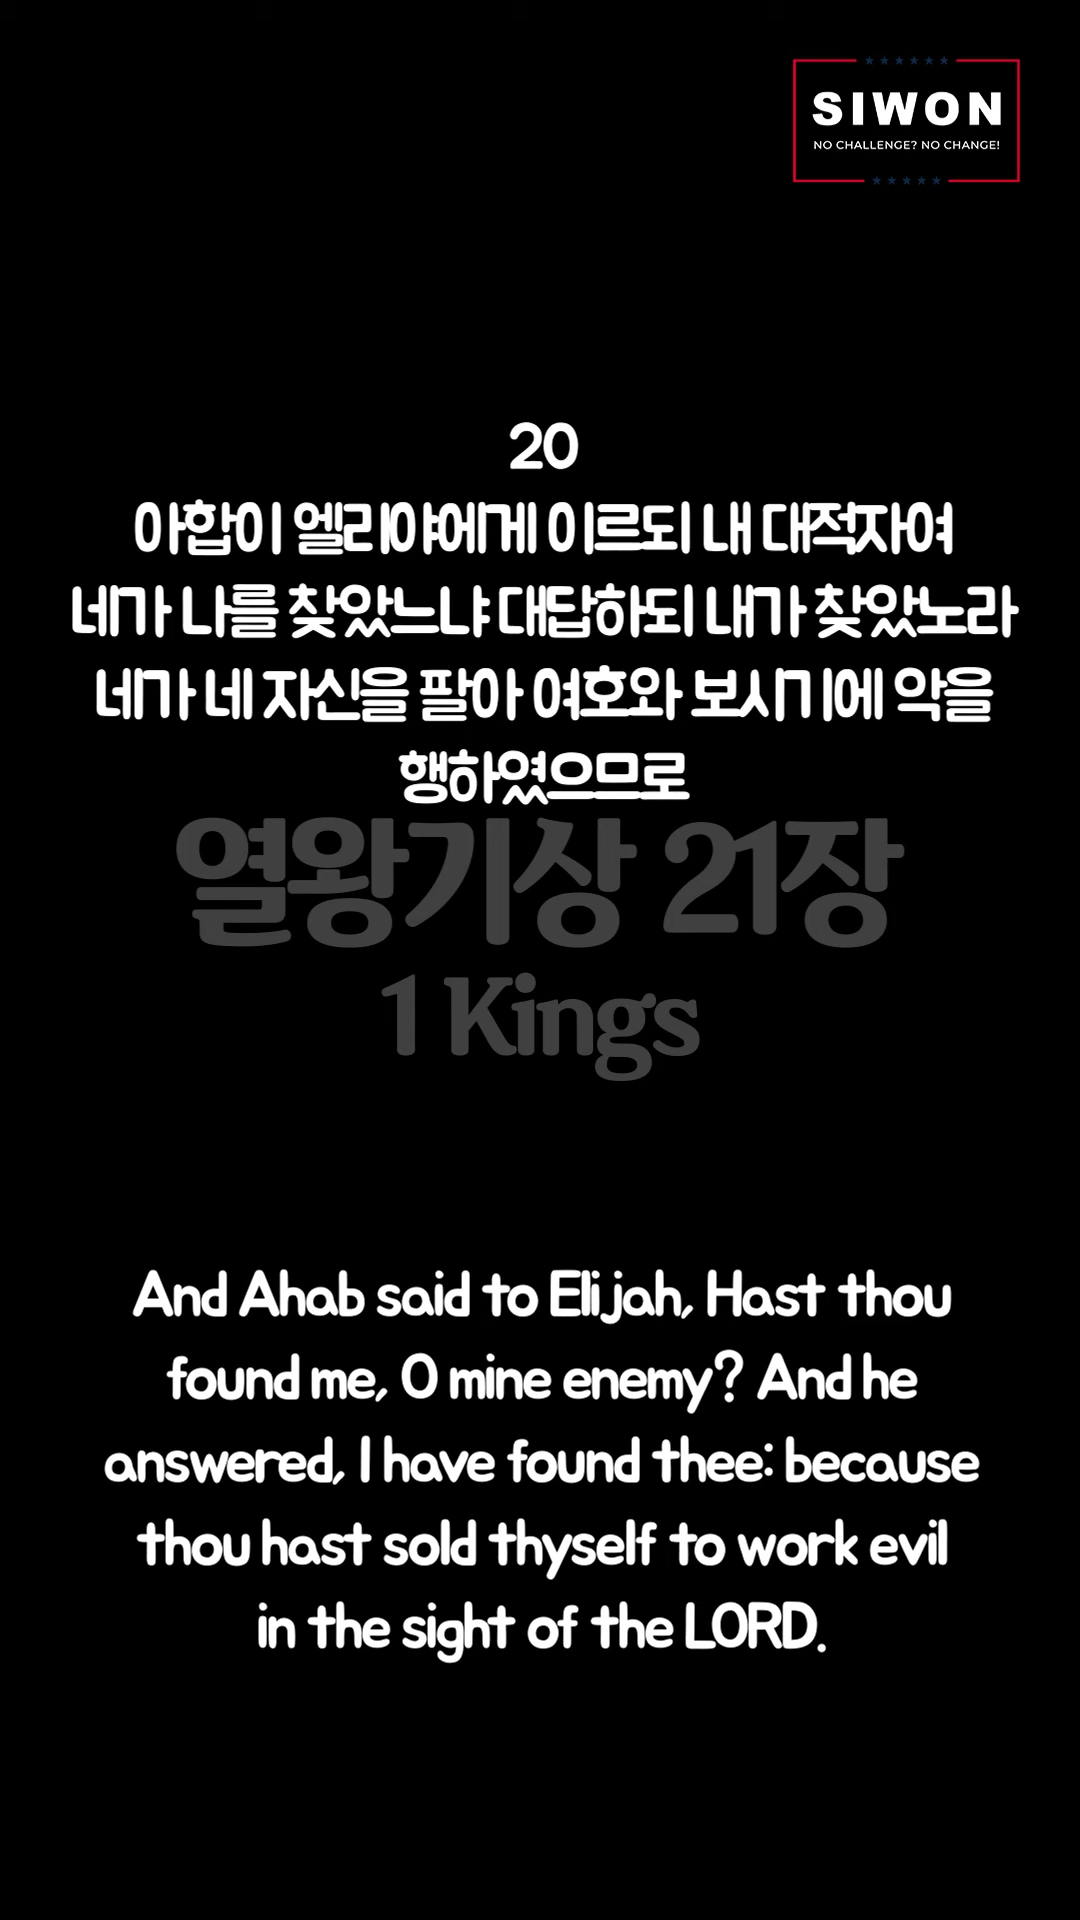 SIWON
NO CHALLENGE? NO CHANGE!
20
아합이 엘리야에게 이르되 내 대적자여
네가 나를 찾았느냐 대답하되 내가 찾았노라
네가 네 자신을 팔아 여호와 보시기에 악을
행하였으므로
열왕기상 21장
1 Kings
And Ahab said to Elijah, Hast thou
found me, O mine enemy? And he
answered, I have found thee: because
thou hast sold thyself to work evil
in the sight of the LORD.